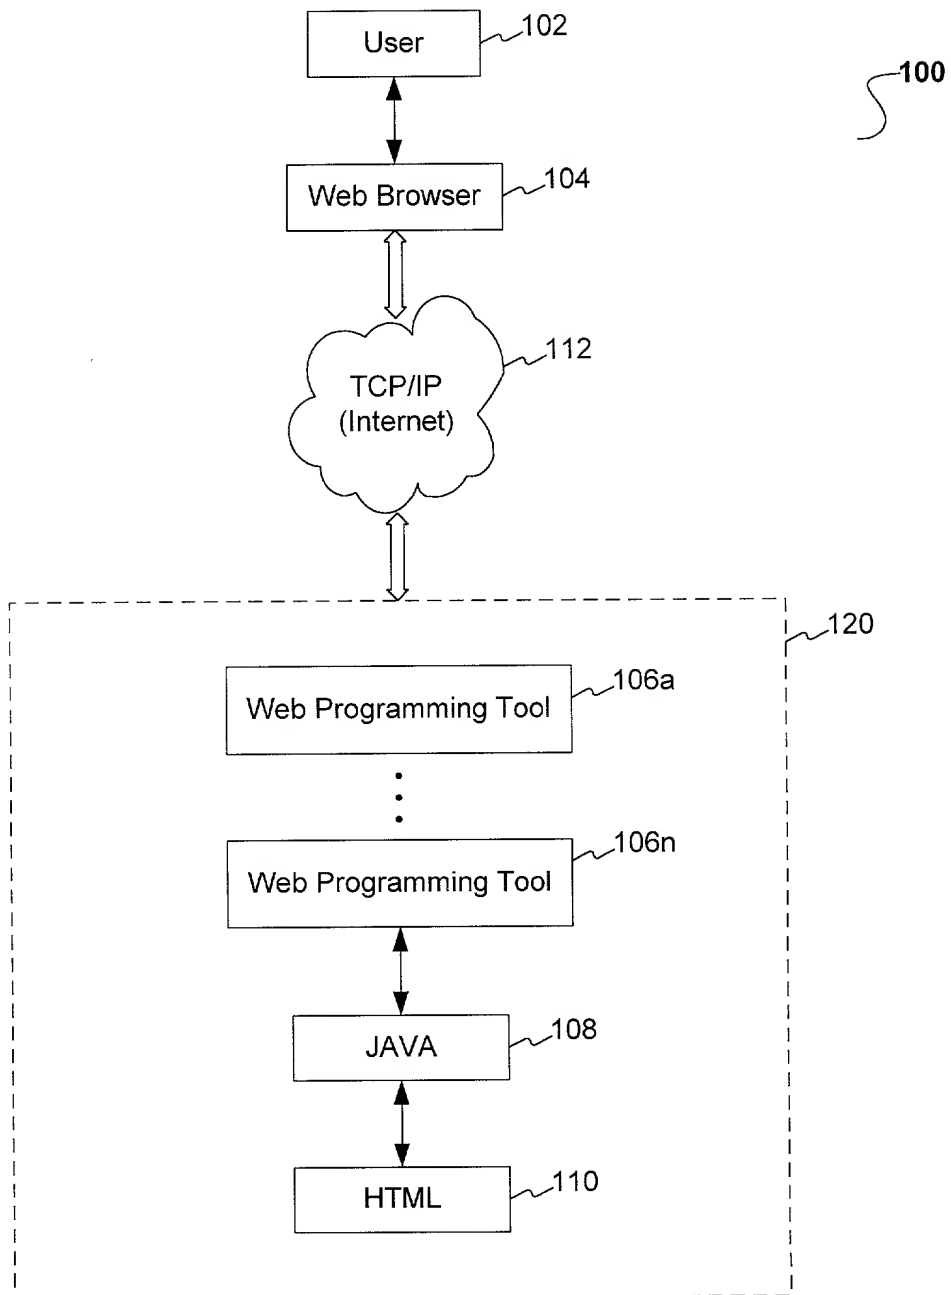 User
102
100
Web Browser
104
112
TCP/IP
(Internet)
120
Web Programming Tool
106a
Web Programming Tool
106n
JAVA
108
HTML
110